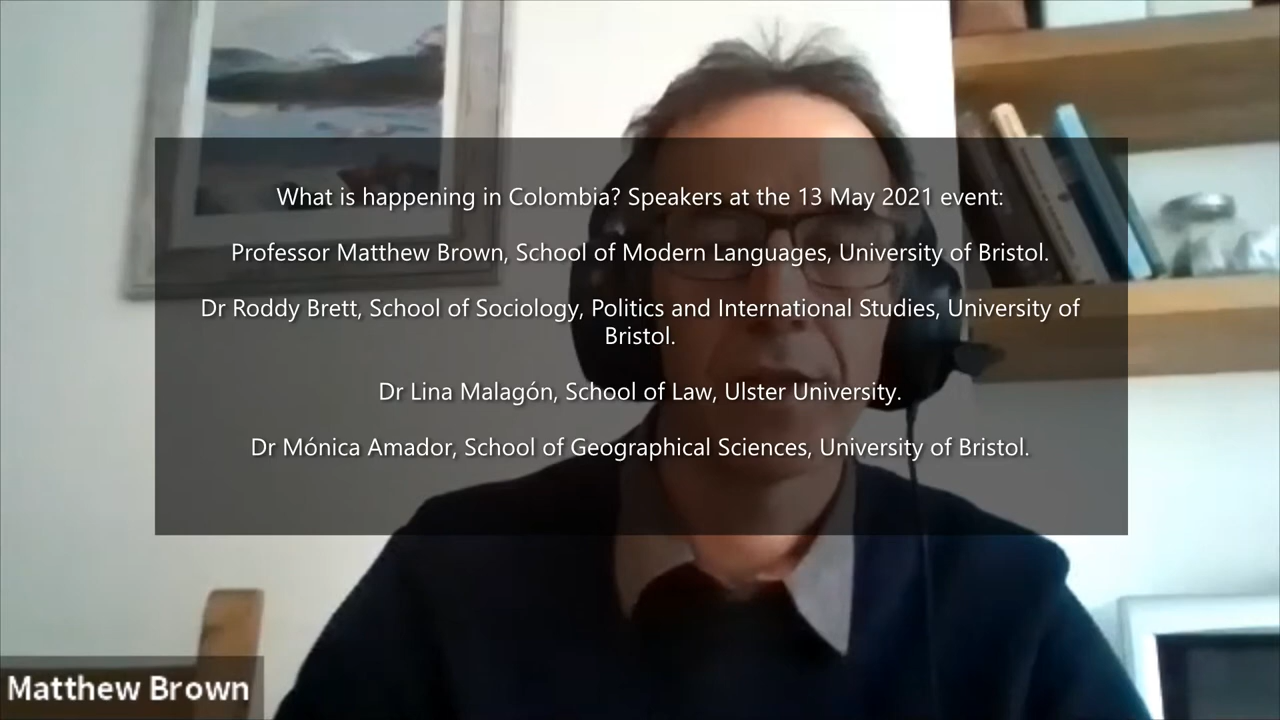 What is happening in Colombia? Speakers at the 13 May 2021 event:
Professor Matthew Brown, School of Modern Languages, University of Bristol.
Dr Roddy Brett, School of Sociology, Politics and International Studies, University of
Bristol.
Dr Lina Malagón, School of Law, Ulster University.
Dr Mónica Amador, School of Geographical Sciences, University of Bristol.
Matthew Brown